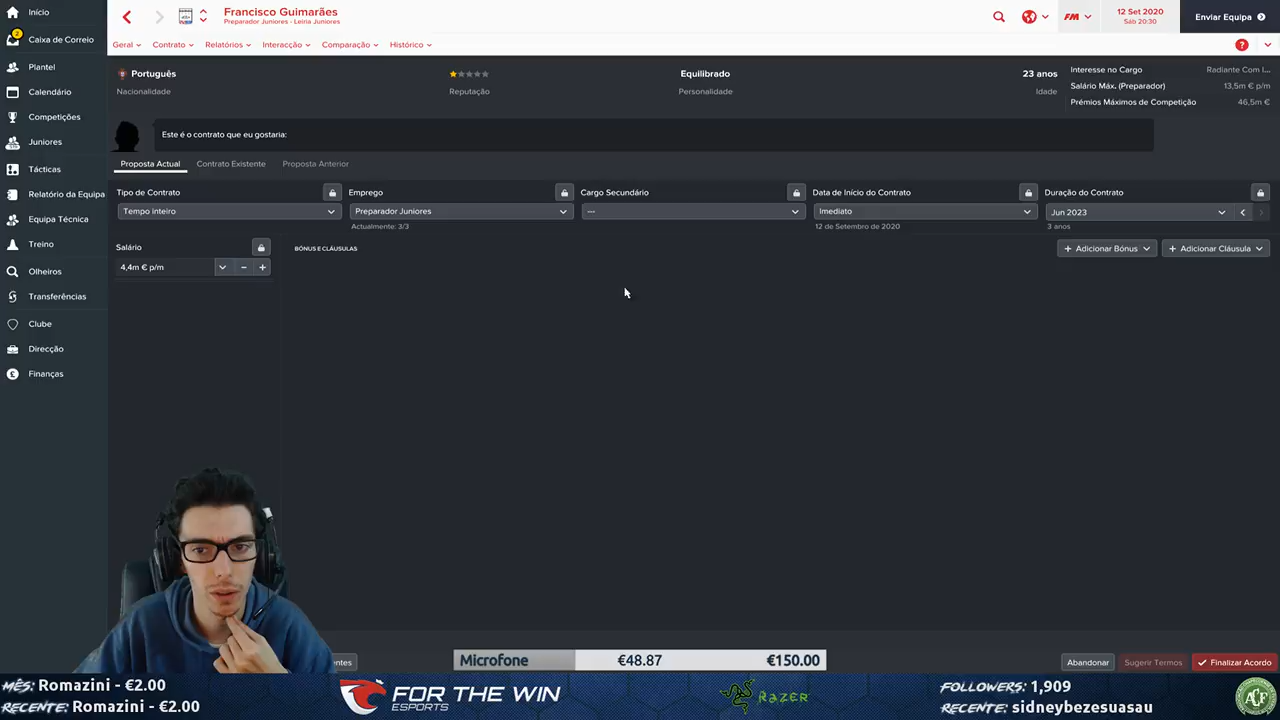 Início
Caixa de Correio
2
Plantel
Calendário
Competições
Juniores
Tácticas
Relatório da Equipa
Equipa Técnica
Treino
Olheiros
Transferências
Clube
Direcção
Finanças
Francisco Guimarães
Preparador Juniores - Leiria Juniores
FM
12 Set 2020
Sáb 20:30
Enviar Equipa
Geral
Contrato
Relatórios
Interacção
Comparação
Histórico
?
Português
Nacionalidade
Reputação
Equilibrado
Personalidade
23 anos
Idade
Interesse no Cargo Radiante Com I...
Salário Máx. (Preparador) 13,5m € p/m
Prémios Máximos de Competição 46,5m €
Este é o contrato que eu gostaria:
Proposta Actual
Contrato Existente
Proposta Anterior
Tipo de Contrato
Tempo inteiro
Emprego
Preparador Juniores
Actualmente: 3/3
Cargo Secundário
---
Data de Início do Contrato
Imediato
12 de Setembro de 2020
Duração do Contrato
Jun 2023
3 anos
Salário
4,4m € p/m
BÓNUS E CLÁUSULAS
Adicionar Bónus
Adicionar Cláusula
entes
Microfone €48.87 €150.00
Abandonar
Sugerir Termos
Finalizar Acordo
MÊS: Romazini - €2.00
RECENTE: Romazini - €2.00
FOR THE WIN
ESPORTS
RAZER
FOLLOWERS: 1,909
RECENTE: sidneybezesuasau
ACF